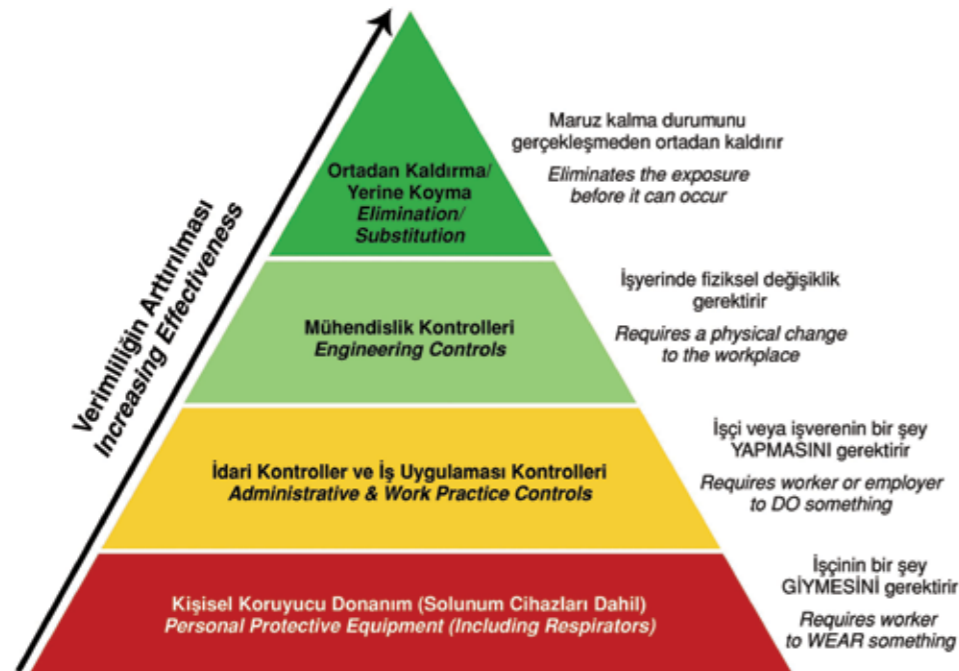 Verimliliğin Arttırılması
Increasing Effectiveness
Ortadan Kaldırma/
Yerine Koyma
Elimination/
Substitution
Maruz kalma durumunu
gerçekleşmeden ortadan kaldırır
Eliminates the exposure
before it can occur
Mühendislik Kontrolleri
Engineering Controls
İşyerinde fiziksel değişiklik
gerektirir
Requires a physical change
to the workplace
İdari Kontroller ve İş Uygulaması Kontrolleri
Administrative & Work Practice Controls
İşçi veya işverenin bir şey
YAPMASINI gerektirir
Requires worker or employer
to DO something
Kişisel Koruyucu Donanım (Solunum Cihazları Dahil)
Personal Protective Equipment (Including Respirators)
İşçinin bir şey
GİYMESİNİ gerektirir
Requires worker
to WEAR something